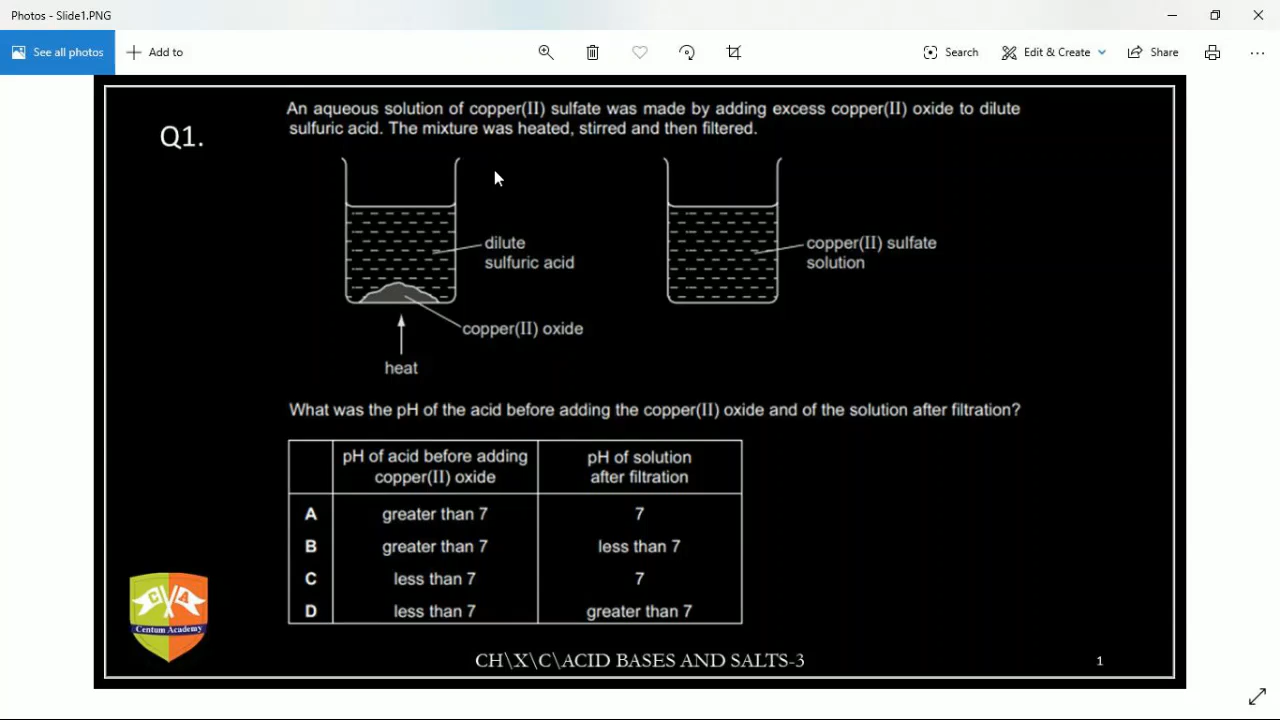 Photos - Slide1.PNG
See all photos
Add to
Search
Edit & Create
Share
Q1.
An aqueous solution of copper(II) sulfate was made by adding excess copper(II) oxide to dilute
sulfuric acid. The mixture was heated, stirred and then filtered.
dilute
sulfuric acid
copper(II) oxide
heat
copper(II) sulfate
solution
What was the pH of the acid before adding the copper(II) oxide and of the solution after filtration?
pH of acid before adding
copper(II) oxide
pH of solution
after filtration
A greater than 7 7
B greater than 7 less than 7
C less than 7 7
D less than 7 greater than 7
C A
Centum Academy
CH\X\C\ACID BASES AND SALTS-3
1